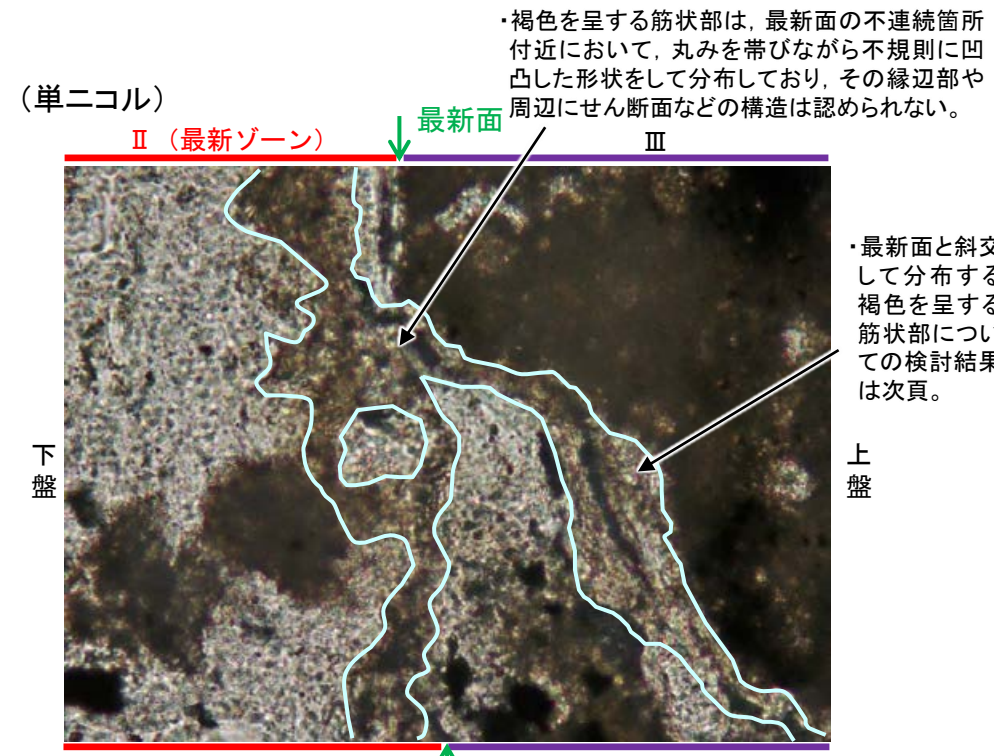 ・褐色を呈する筋状部は，最新面の不連続箇所
付近において，丸みを帯びながら不規則に凹
凸した形状をして分布しており，その縁辺部や
周辺にせん断面などの構造は認められない。
（単ニコル）
最新面
Ⅱ （最新ゾーン）
Ⅲ
・最新面と斜交
して分布する
褐色を呈する
筋状部につい
ての検討結果
は次頁。
下盤
上盤